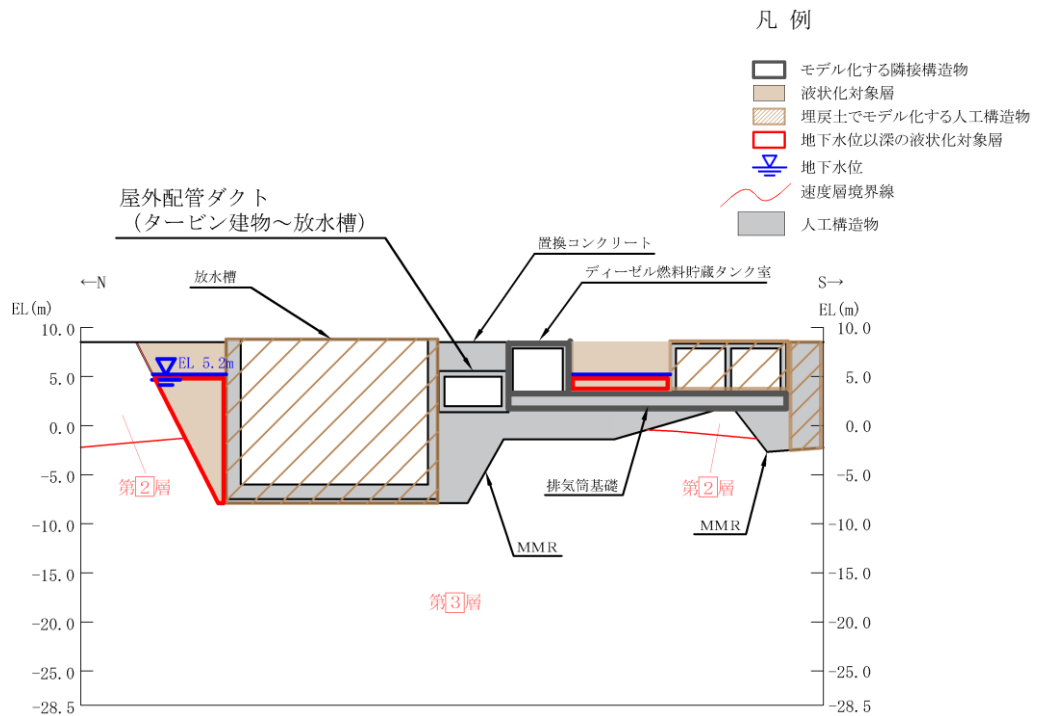 凡 例
モデル化する隣接構造物
液状化対象層
埋戻土でモデル化する人工構造物
地下水位以深の液状化対象層
地下水位
速度層境界線
人工構造物
屋外配管ダクト
（タービン建物～放水槽）
置換コンクリート
放水槽
ディーゼル燃料貯蔵タンク室
←N
S→
EL(m)
EL(m)
10.0
10.0
EL 5.2m
5.0
5.0
0.0
0.0
-5.0
-5.0
第2層
排気筒基礎
第2層
-10.0
-10.0
MMR
MMR
-15.0
-15.0
第3層
-20.0
-20.0
-25.0
-25.0
-28.5
-28.5